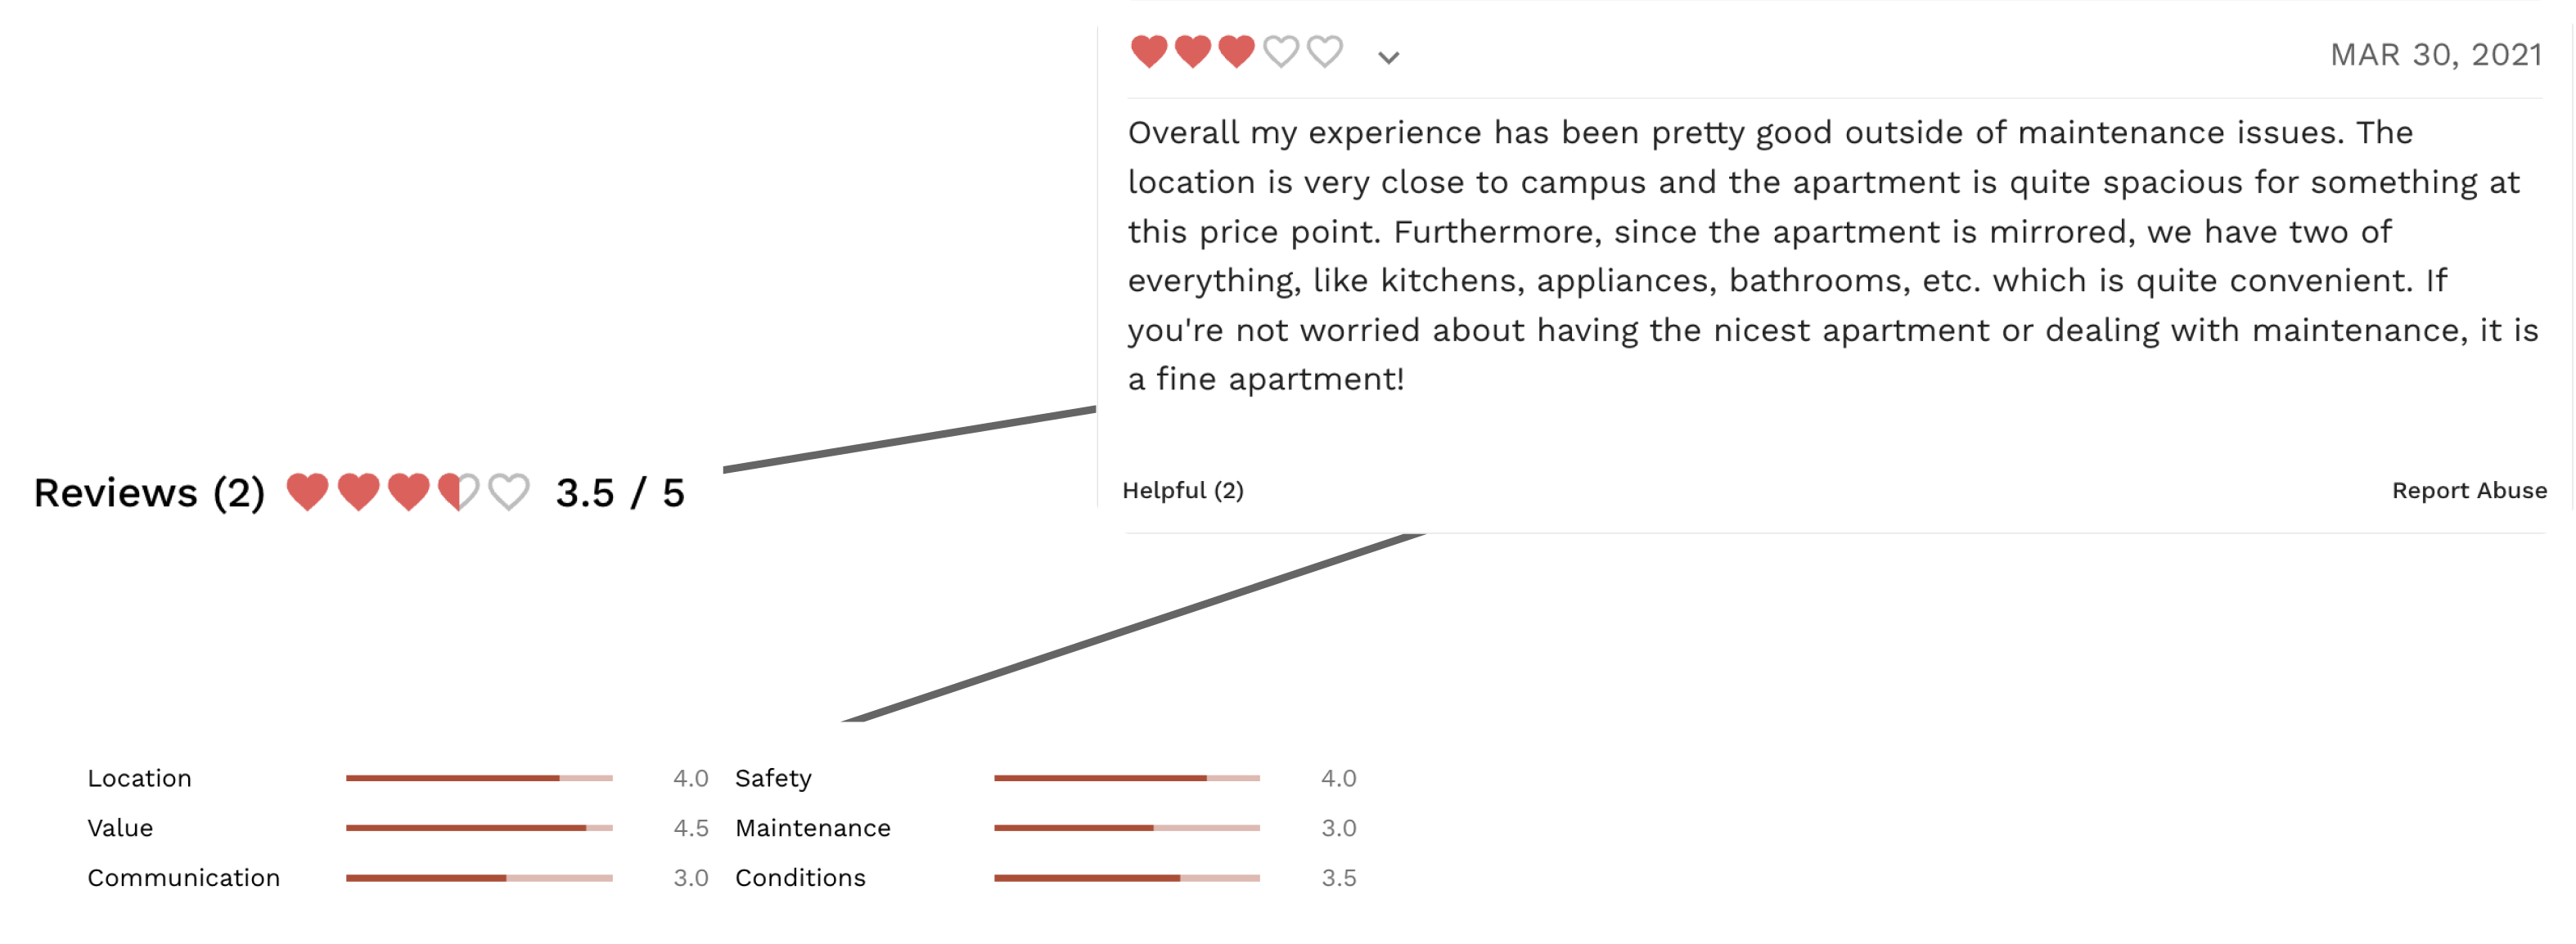 MAR 30, 2021
Overall my experience has been pretty good outside of maintenance issues. The
location is very close to campus and the apartment is quite spacious for something at
this price point. Furthermore, since the apartment is mirrored, we have two of
everything, like kitchens, appliances, bathrooms, etc. which is quite convenient. If
you're not worried about having the nicest apartment or dealing with maintenance, it is
a fine apartment!
Helpful (2) Report Abuse
Reviews (2) 3.5 / 5
Location 4.0 Safety 4.0
Value 4.5 Maintenance 3.0
Communication 3.0 Conditions 3.5